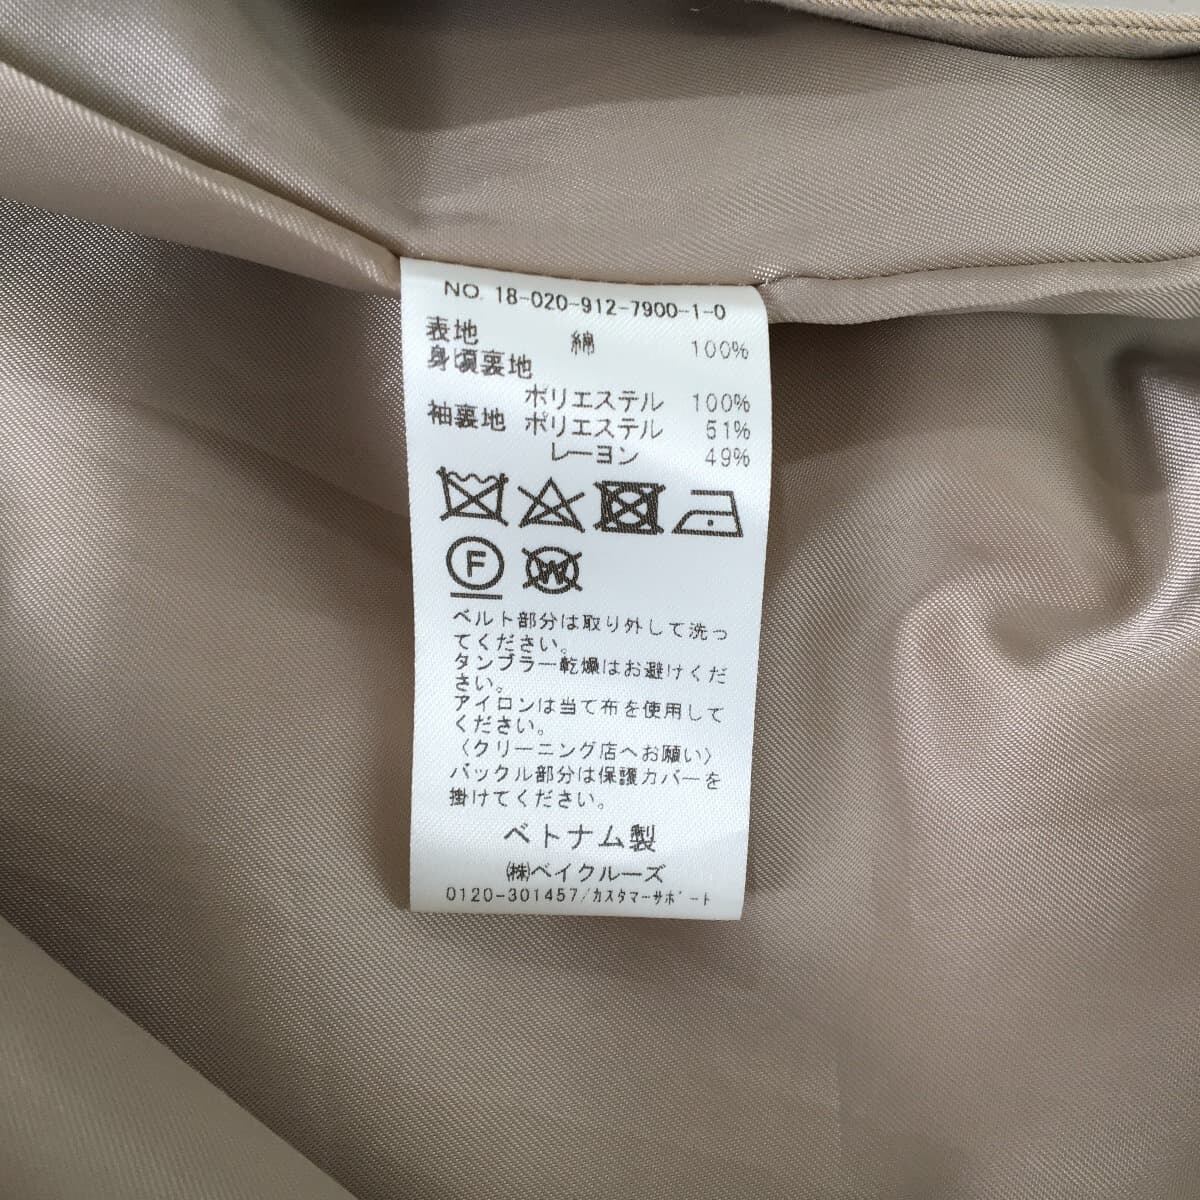 NO. 18-020-912-7900-1-0
表地 綿 100%
身頃裏地
ポリエステル 100%
袖裏地 ポリエステル 51%
レーヨン 49%
F W
ベルト部分は取り外して洗っ
てください。
タンブラー乾燥はお避けくだ
さい。
アイロンは当て布を使用して
ください。
〈クリーニング店へお願い〉
バックル部分は保護カバーを
掛けてください。
ベトナム製
㈱ベイクルーズ
0120-301457/カスタマーサポート